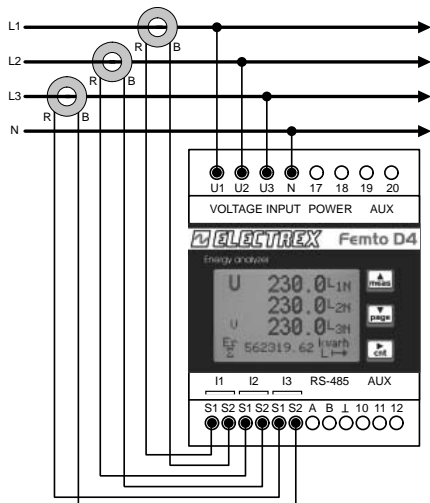 L1
R B
L2
R B
L3
R B
N
U1 U2 U3 N 17 18 19 20
VOLTAGE INPUT POWER AUX
ELECTREX Femto D4
Energy analyzer
U 230.0 L1N
meas
230.0 L2N
page
U 230.0 L3N
Er Σ 562319.62 kvarh L
cnt
I1 I2 I3 RS-485 AUX
S1 S2 S1 S2 S1 S2 A B ⊥ 10 11 12